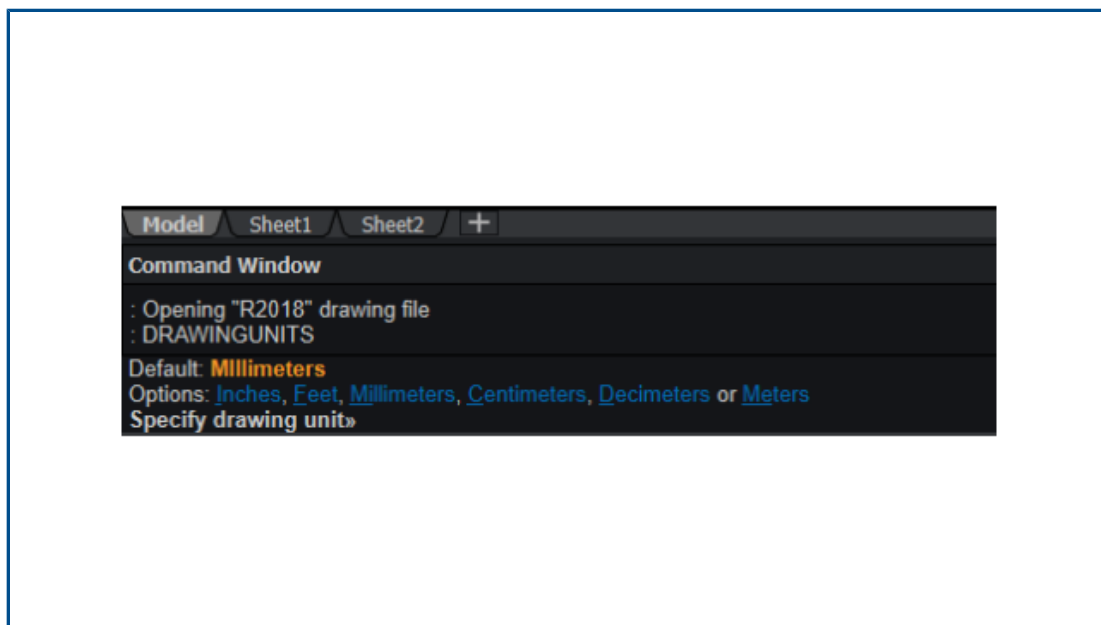 Model Sheet1 Sheet2 +
Command Window
: Opening "R2018" drawing file
: DRAWINGUNITS
Default: MIllimeters
Options: Inches, Feet, Millimeters, Centimeters, Decimeters or Meters
Specify drawing unit»